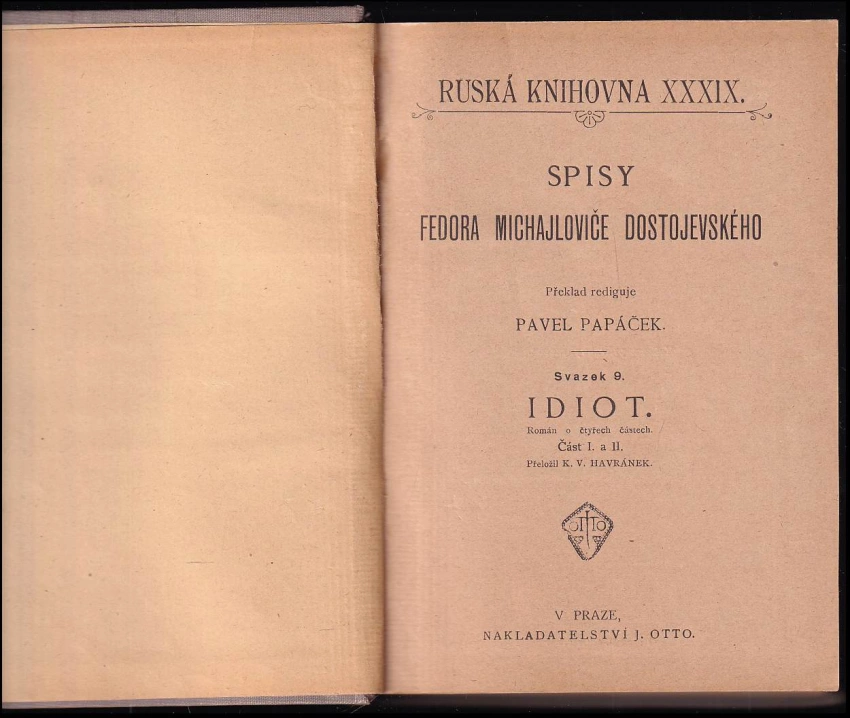 RUSKÁ KNIHOVNA XXXIX.
SPISY
FEDORA MICHAJLOVIČE DOSTOJEVSKÉHO
Překlad rediguje
PAVEL PAPÁČEK.
Svazek 9.
IDIOT.
Román o čtyřech částech.
Část I. a II.
Přeložil K. V. HAVRÁNEK.
OTTO
V PRAZE,
NAKLADATELSTVÍ J. OTTO.